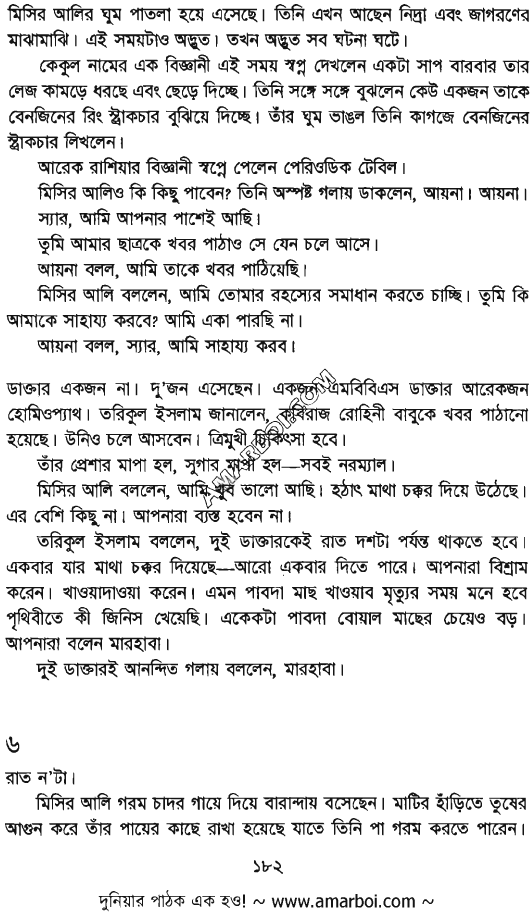 মিসির আলির ঘুম পাতলা হয়ে এসেছে। তিনি এখন আছেন নিদ্রা এবং জাগরণের
মাঝামাঝি। এই সময়টাও অদ্ভুত। তখন অদ্ভুত সব ঘটনা ঘটে।
কেকুল নামের এক বিজ্ঞানী এই সময় স্বপ্ন দেখলেন একটা সাপ বারবার তার
লেজ কামড়ে ধরছে এবং ছেড়ে দিচ্ছে। তিনি সঙ্গে সঙ্গে বুঝলেন কেউ একজন তাকে
বেনজিনের রিং স্ট্রাকচার বুঝিয়ে দিচ্ছে। তাঁর ঘুম ভাঙল তিনি কাগজে বেনজিনের
স্ট্রাকচার লিখলেন।
আরেক রাশিয়ার বিজ্ঞানী স্বপ্নে পেলেন পেরিওডিক টেবিল।
মিসির আলিও কি কিছু পাবেন? তিনি অস্পষ্ট গলায় ডাকলেন, আয়না। আয়না।
স্যার, আমি আপনার পাশেই আছি।
তুমি আমার ছাত্রকে খবর পাঠাও সে যেন চলে আসে।
আয়না বলল, আমি তাকে খবর পাঠিয়েছি।
মিসির আলি বললেন, আমি তোমার রহস্যের সমাধান করতে চাচ্ছি। তুমি কি
আমাকে সাহায্য করবে? আমি একা পারছি না।
আয়না বলল, স্যার, আমি সাহায্য করব।
ডাক্তার একজন না। দু'জন এসেছেন। একজন এমবিবিএস ডাক্তার আরেকজন
হোমিওপ্যাথ। তরিকুল ইসলাম জানালেন, কবিরাজ রোহিনী বাবুকে খবর পাঠানো
হয়েছে। উনিও চলে আসবেন। ত্রিমুখী চিকিৎসা হবে।
তাঁর প্রেশার মাপা হল, সুগার মাপা হল—সবই নরম্যাল।
মিসির আলি বললেন, আমি খুব ভালো আছি। হঠাৎ মাথা চক্কর দিয়ে উঠেছে।
এর বেশি কিছু না। আপনারা ব্যস্ত হবেন না।
তরিকুল ইসলাম বললেন, দুই ডাক্তারকেই রাত দশটা পর্যন্ত থাকতে হবে।
একবার যার মাথা চক্কর দিয়েছে—আরো একবার দিতে পারে। আপনারা বিশ্রাম
করেন। খাওয়াদাওয়া করেন। এমন পাবদা মাছ খাওয়াব মৃত্যুর সময় মনে হবে
পৃথিবীতে কী জিনিস খেয়েছি। একেকটা পাবদা বোয়াল মাছের চেয়েও বড়।
আপনারা বলেন মারহাবা।
দুই ডাক্তারই আনন্দিত গলায় বললেন, মারহাবা।
৬
রাত ন'টা।
মিসির আলি গরম চাদর গায়ে দিয়ে বারান্দায় বসেছেন। মাটির হাঁড়িতে তুষের
আগুন করে তাঁর পায়ের কাছে রাখা হয়েছে যাতে তিনি পা গরম করতে পারেন।
১৮২
দুনিয়ার পাঠক এক হও! ~ www.amarboi.com ~
AMARBOI.COM